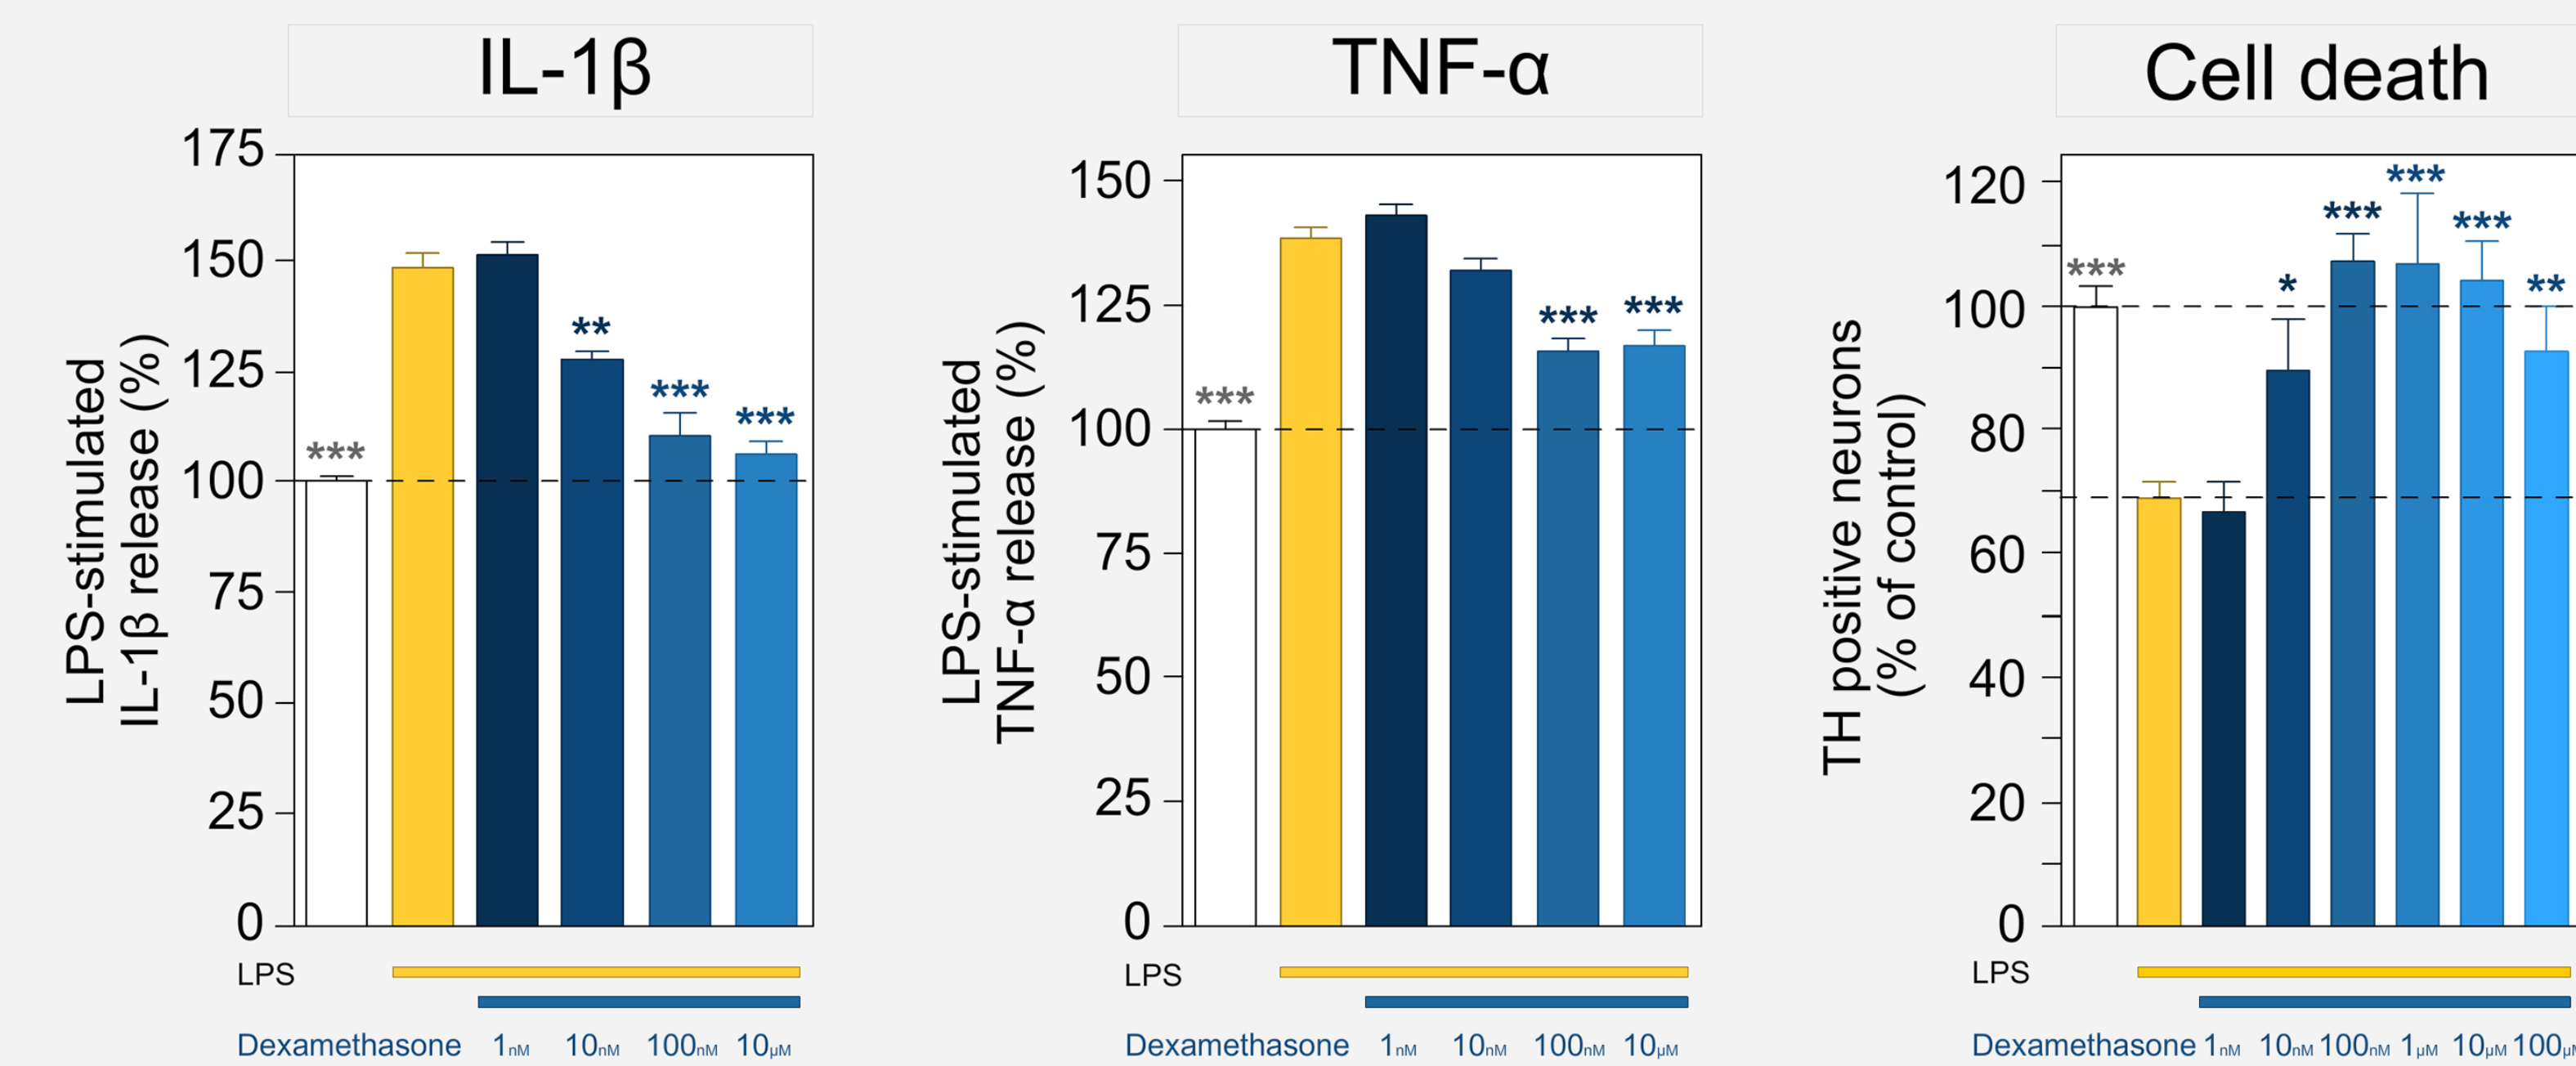 IL-1β
TNF-α
Cell death
LPS-stimulated
IL-1β release (%)
175
150
125
100
75
50
25
0
***
**
***
***
LPS
Dexamethasone 1nM 10nM 100nM 10µM
LPS-stimulated
TNF-α release (%)
150
125
100
75
50
25
0
***
***
***
LPS
Dexamethasone 1nM 10nM 100nM 10µM
TH positive neurons
(% of control)
120
100
80
60
40
20
0
***
*
***
***
***
**
LPS
Dexamethasone 1nM 10nM 100nM 1µM 10µM 100µM